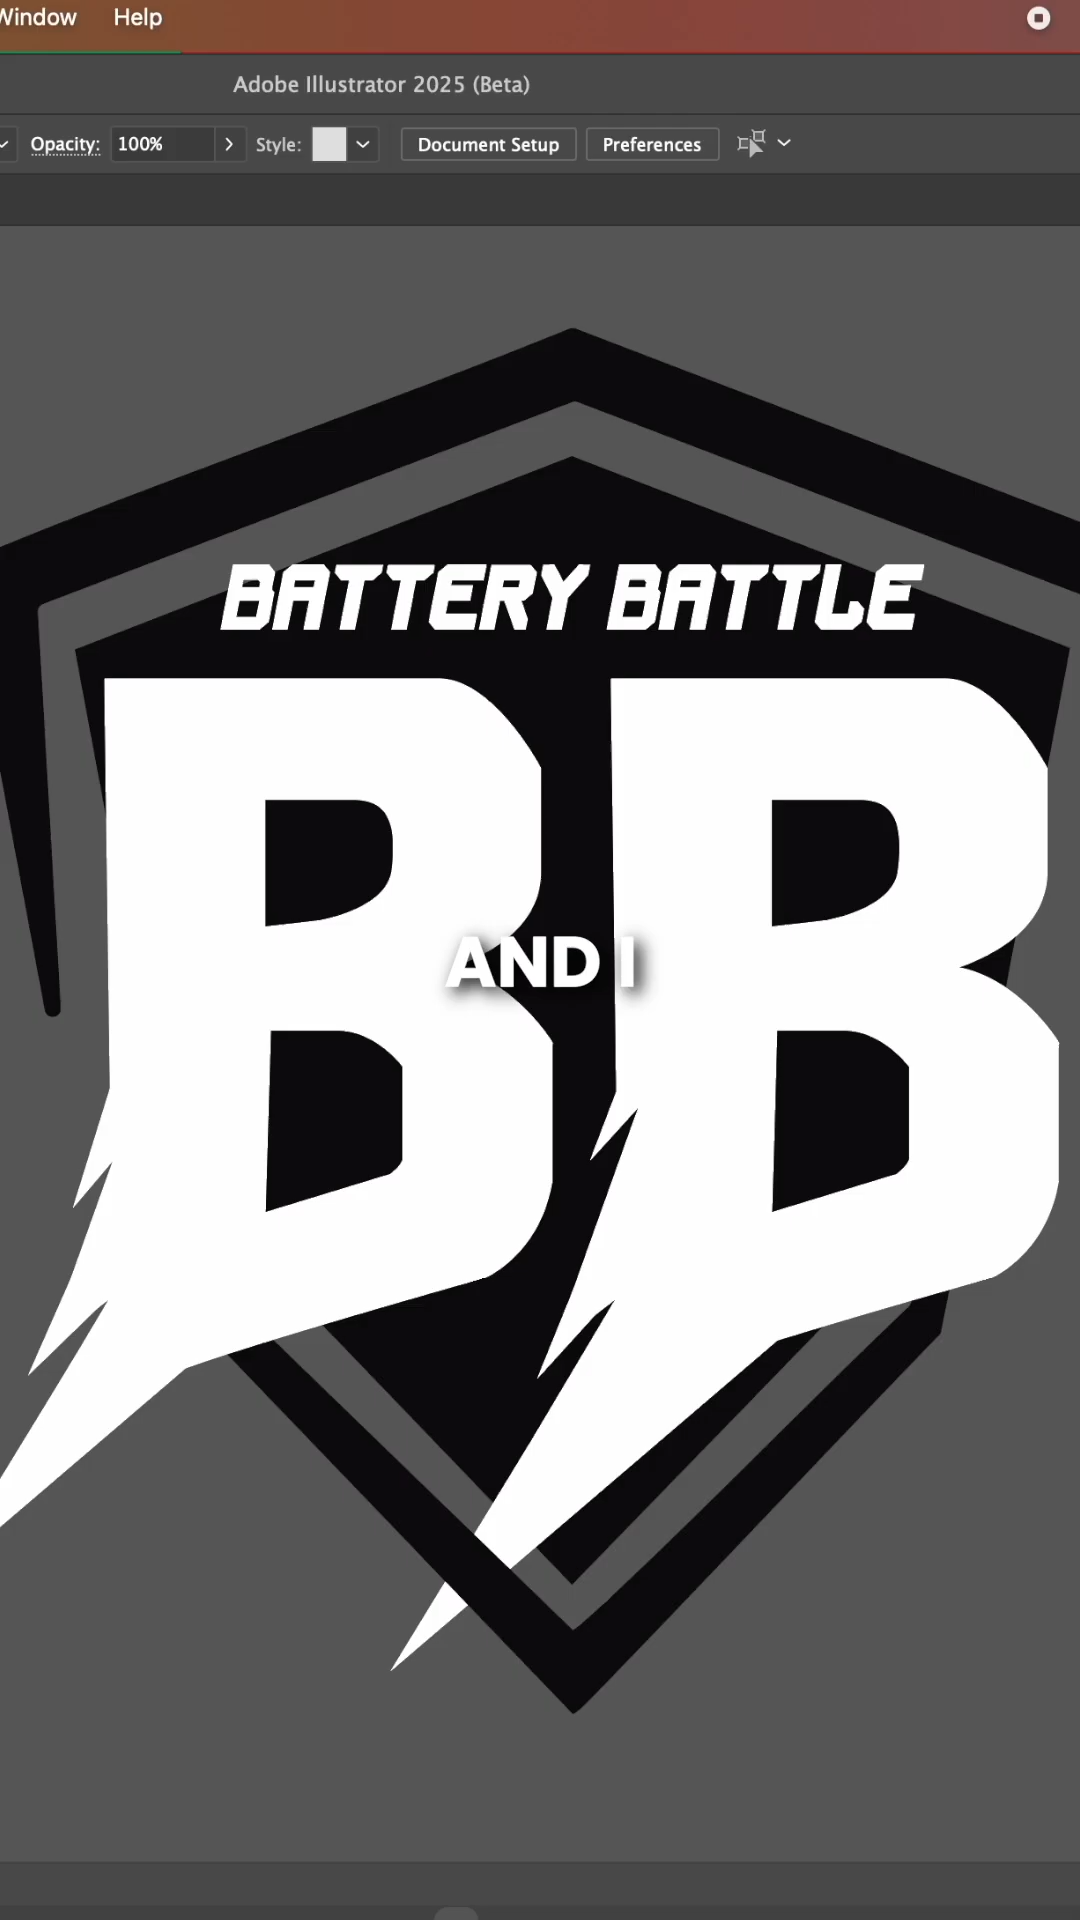 Window Help
Adobe Illustrator 2025 (Beta)
Opacity: 100% Style: Document Setup Preferences
BATTERY BATTLE
BB
AND I